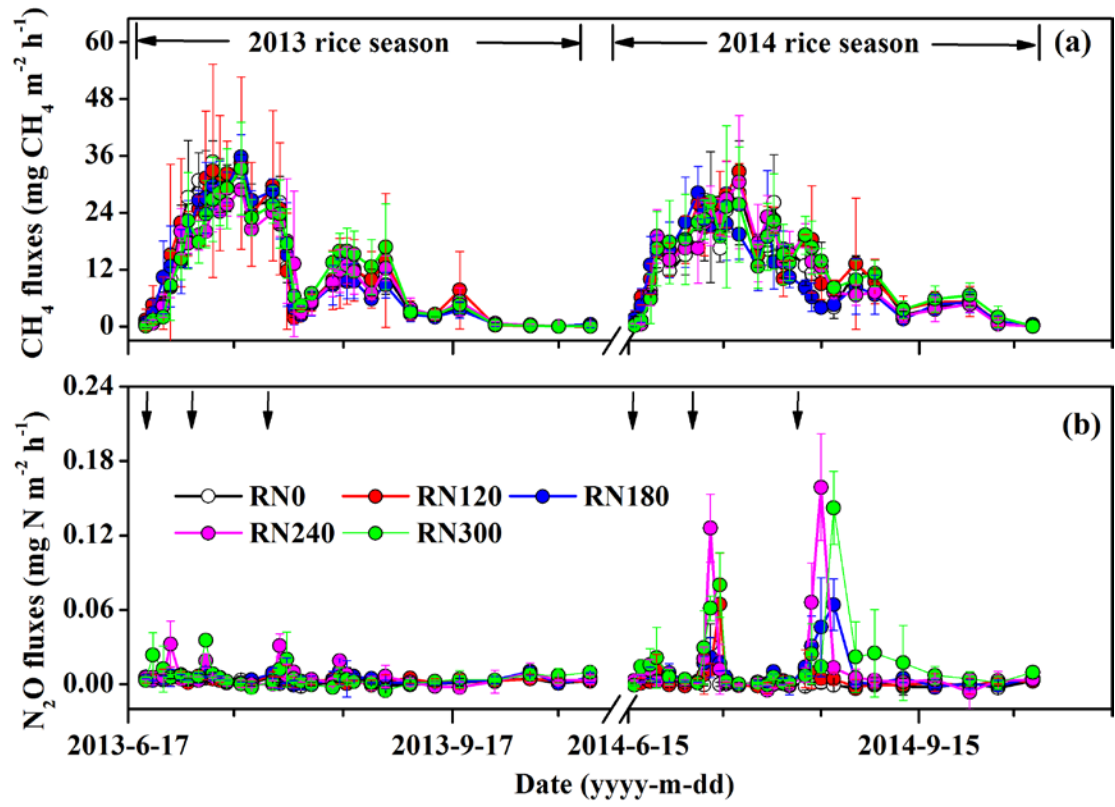 2013 rice season
2014 rice season
(a)
CH4 fluxes (mg CH4 m-2 h-1)
60
48
36
24
12
0
(b)
N2O fluxes (mg N m-2 h-1)
0.24
0.18
0.12
0.06
0.00
RN0 RN120 RN180
RN240 RN300
2013-6-17 2013-9-17 2014-6-15 2014-9-15
Date (yyyy-m-dd)